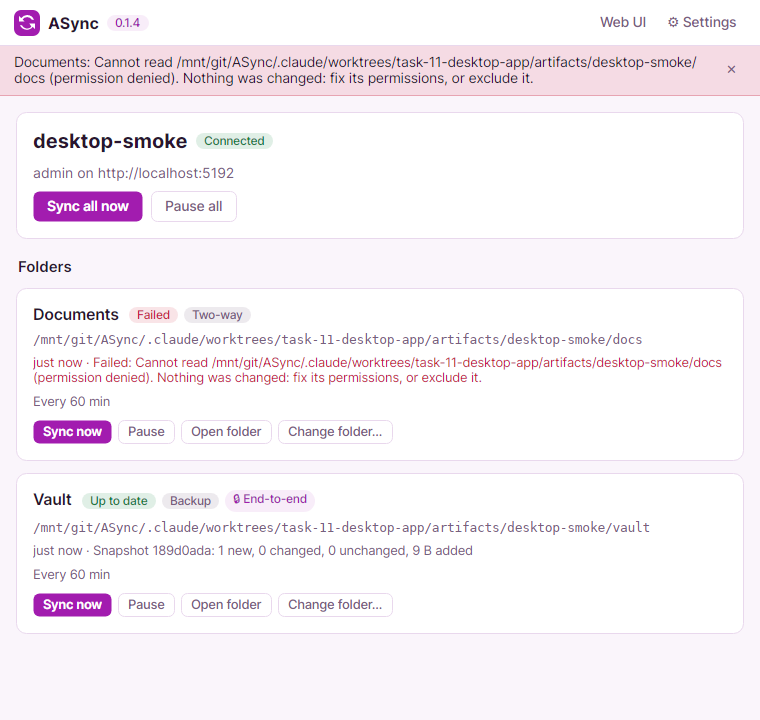 ASync 0.1.4 Web UI ⚙ Settings
Documents: Cannot read /mnt/git/ASync/.claude/worktrees/task-11-desktop-app/artifacts/desktop-smoke/
docs (permission denied). Nothing was changed: fix its permissions, or exclude it. ×
desktop-smoke Connected
admin on http://localhost:5192
Sync all now Pause all
Folders
Documents Failed Two-way
/mnt/git/ASync/.claude/worktrees/task-11-desktop-app/artifacts/desktop-smoke/docs
just now · Failed: Cannot read /mnt/git/ASync/.claude/worktrees/task-11-desktop-app/artifacts/desktop-smoke/docs
(permission denied). Nothing was changed: fix its permissions, or exclude it.
Every 60 min
Sync now Pause Open folder Change folder...
Vault Up to date Backup 🔒 End-to-end
/mnt/git/ASync/.claude/worktrees/task-11-desktop-app/artifacts/desktop-smoke/vault
just now · Snapshot 189d0ada: 1 new, 0 changed, 0 unchanged, 9 B added
Every 60 min
Sync now Pause Open folder Change folder...